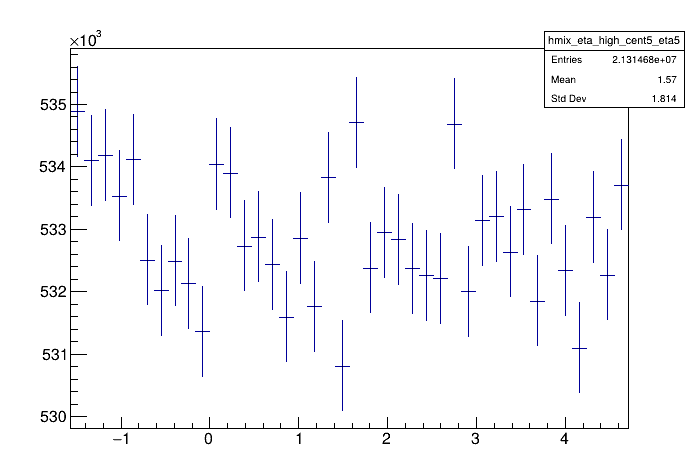 ×10³
hmix_eta_high_cent5_eta5
Entries 2.131468e+07
Mean 1.57
Std Dev 1.814
535
534
533
532
531
530
−1 0 1 2 3 4